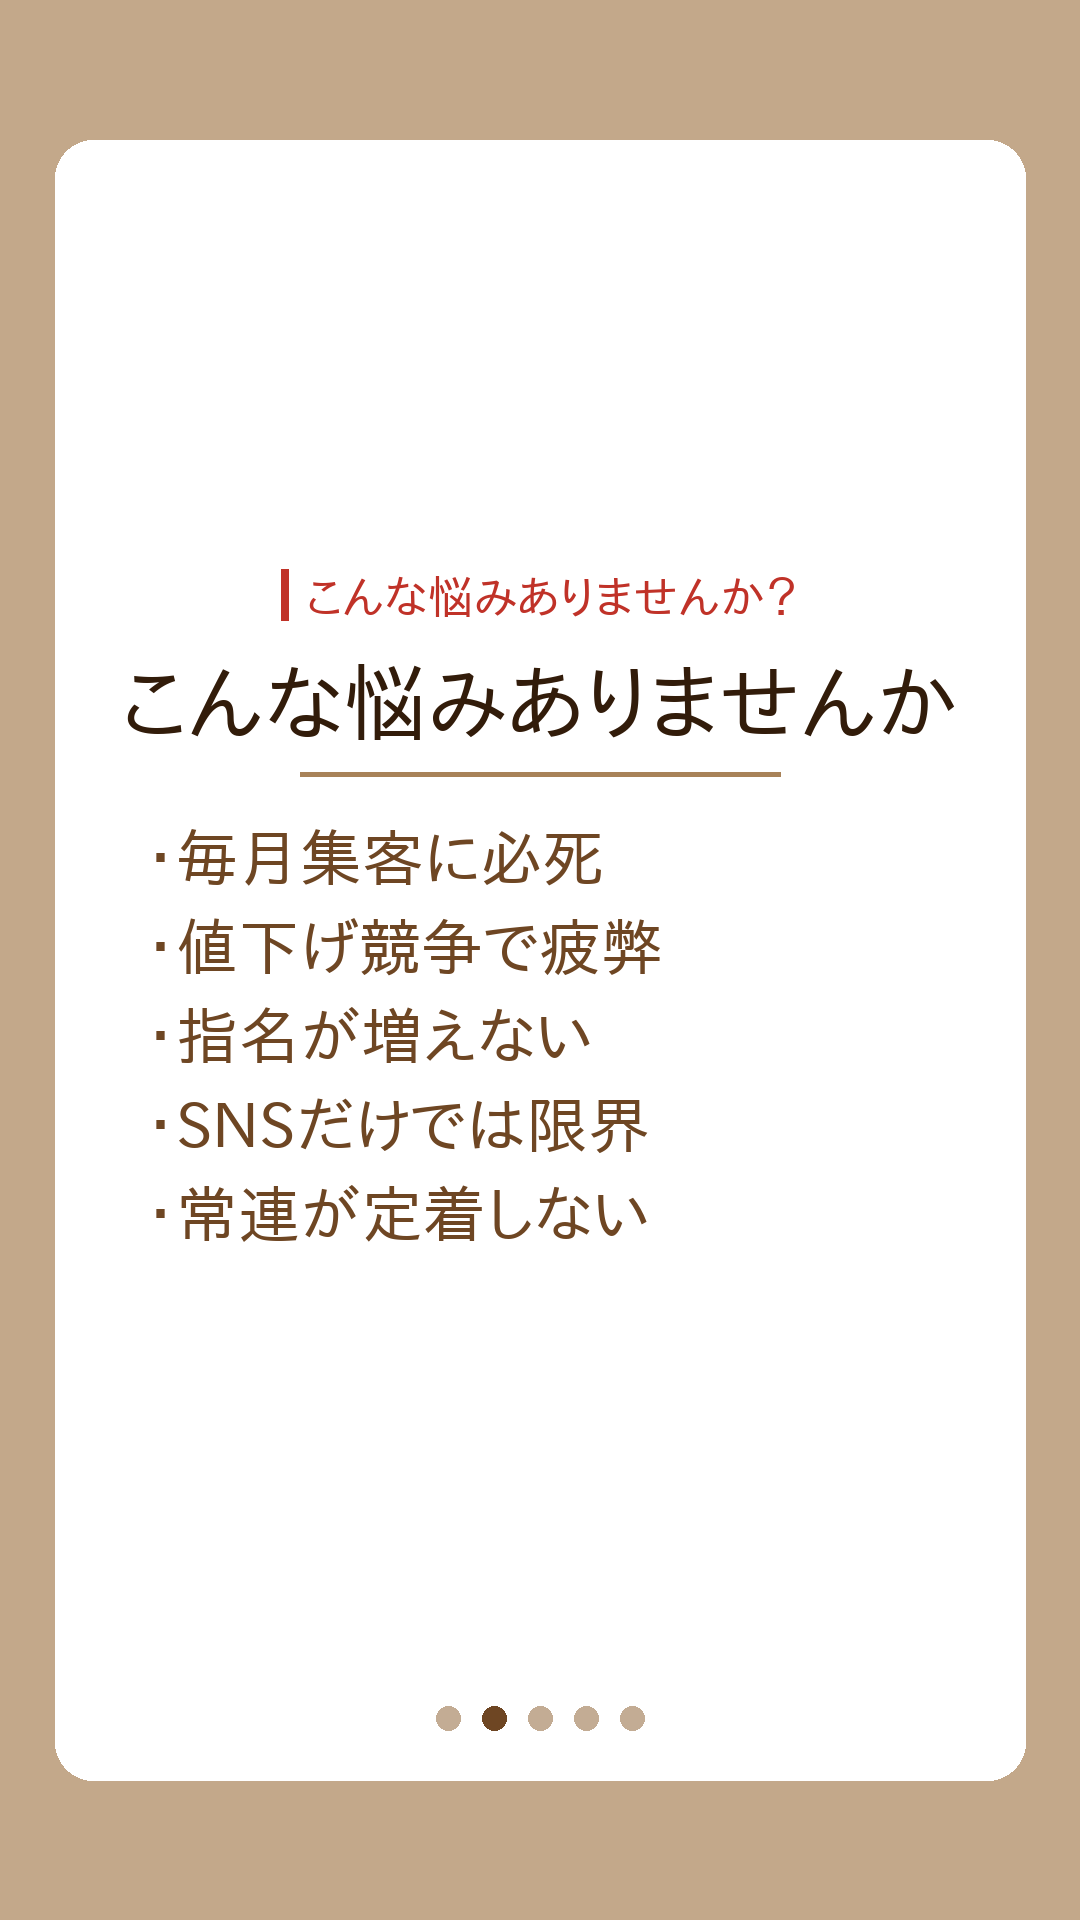 こんな悩みありませんか?
こんな悩みありませんか
・毎月集客に必死
・値下げ競争で疲弊
・指名が増えない
・SNSだけでは限界
・常連が定着しない